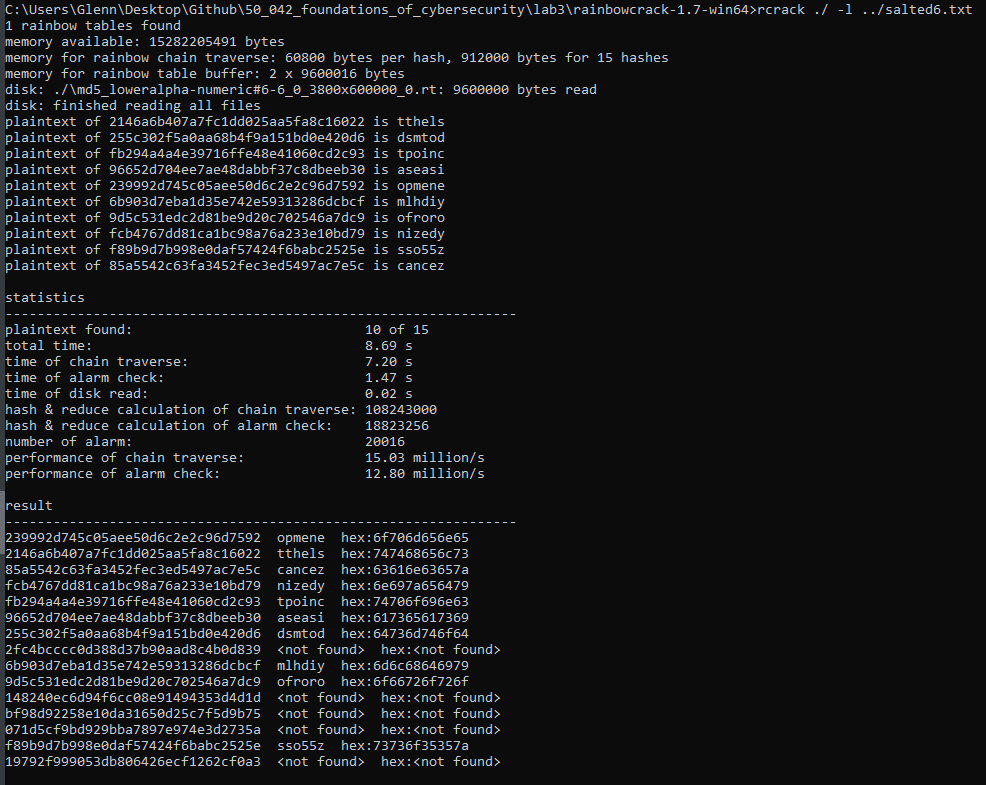 C:\Users\Glenn\Desktop\Github\50_042_foundations_of_cybersecurity\lab3\rainbowcrack-1.7-win64>rcrack ./ -l ../salted6.txt
1 rainbow tables found
memory available: 15282205491 bytes
memory for rainbow chain traverse: 60800 bytes per hash, 912000 bytes for 15 hashes
memory for rainbow table buffer: 2 x 9600016 bytes
disk: ./\md5_loweralpha-numeric#6-6_0_3800x600000_0.rt: 9600000 bytes read
disk: finished reading all files
plaintext of 2146a6b407a7fc1dd025aa5fa8c16022 is tthels
plaintext of 255c302f5a0aa68b4f9a151bd0e420d6 is dsmtod
plaintext of fb294a4a4e39716ffe48e41060cd2c93 is tpoinc
plaintext of 96652d704ee7ae48dabbf37c8dbeeb30 is aseasi
plaintext of 239992d745c05aee50d6c2e2c96d7592 is opmene
plaintext of 6b903d7eba1d35e742e59313286dcbcf is mlhdiy
plaintext of 9d5c531edc2d81be9d20c702546a7dc9 is ofroro
plaintext of fcb4767dd81ca1bc98a76a233e10bd79 is nizedy
plaintext of f89b9d7b998e0daf57424f6babc2525e is sso55z
plaintext of 85a5542c63fa3452fec3ed5497ac7e5c is cancez
statistics
----------------------------------------------------------------
plaintext found: 10 of 15
total time: 8.69 s
time of chain traverse: 7.20 s
time of alarm check: 1.47 s
time of disk read: 0.02 s
hash & reduce calculation of chain traverse: 108243000
hash & reduce calculation of alarm check: 18823256
number of alarm: 20016
performance of chain traverse: 15.03 million/s
performance of alarm check: 12.80 million/s
result
----------------------------------------------------------------
239992d745c05aee50d6c2e2c96d7592  opmene  hex:6f706d656e65
2146a6b407a7fc1dd025aa5fa8c16022  tthels  hex:747468656c73
85a5542c63fa3452fec3ed5497ac7e5c  cancez  hex:63616e63657a
fcb4767dd81ca1bc98a76a233e10bd79  nizedy  hex:6e697a656479
fb294a4a4e39716ffe48e41060cd2c93  tpoinc  hex:74706f696e63
96652d704ee7ae48dabbf37c8dbeeb30  aseasi  hex:617365617369
255c302f5a0aa68b4f9a151bd0e420d6  dsmtod  hex:64736d746f64
2fc4bcccc0d388d37b90aad8c4b0d839  <not found>  hex:<not found>
6b903d7eba1d35e742e59313286dcbcf  mlhdiy  hex:6d6c68646979
9d5c531edc2d81be9d20c702546a7dc9  ofroro  hex:6f66726f726f
148240ec6d94f6cc08e91494353d4d1d  <not found>  hex:<not found>
bf98d92258e10da31650d25c7f5d9b75  <not found>  hex:<not found>
071d5cf9bd929bba7897e974e3d2735a  <not found>  hex:<not found>
f89b9d7b998e0daf57424f6babc2525e  sso55z  hex:73736f35357a
19792f999053db806426ecf1262cf0a3  <not found>  hex:<not found>